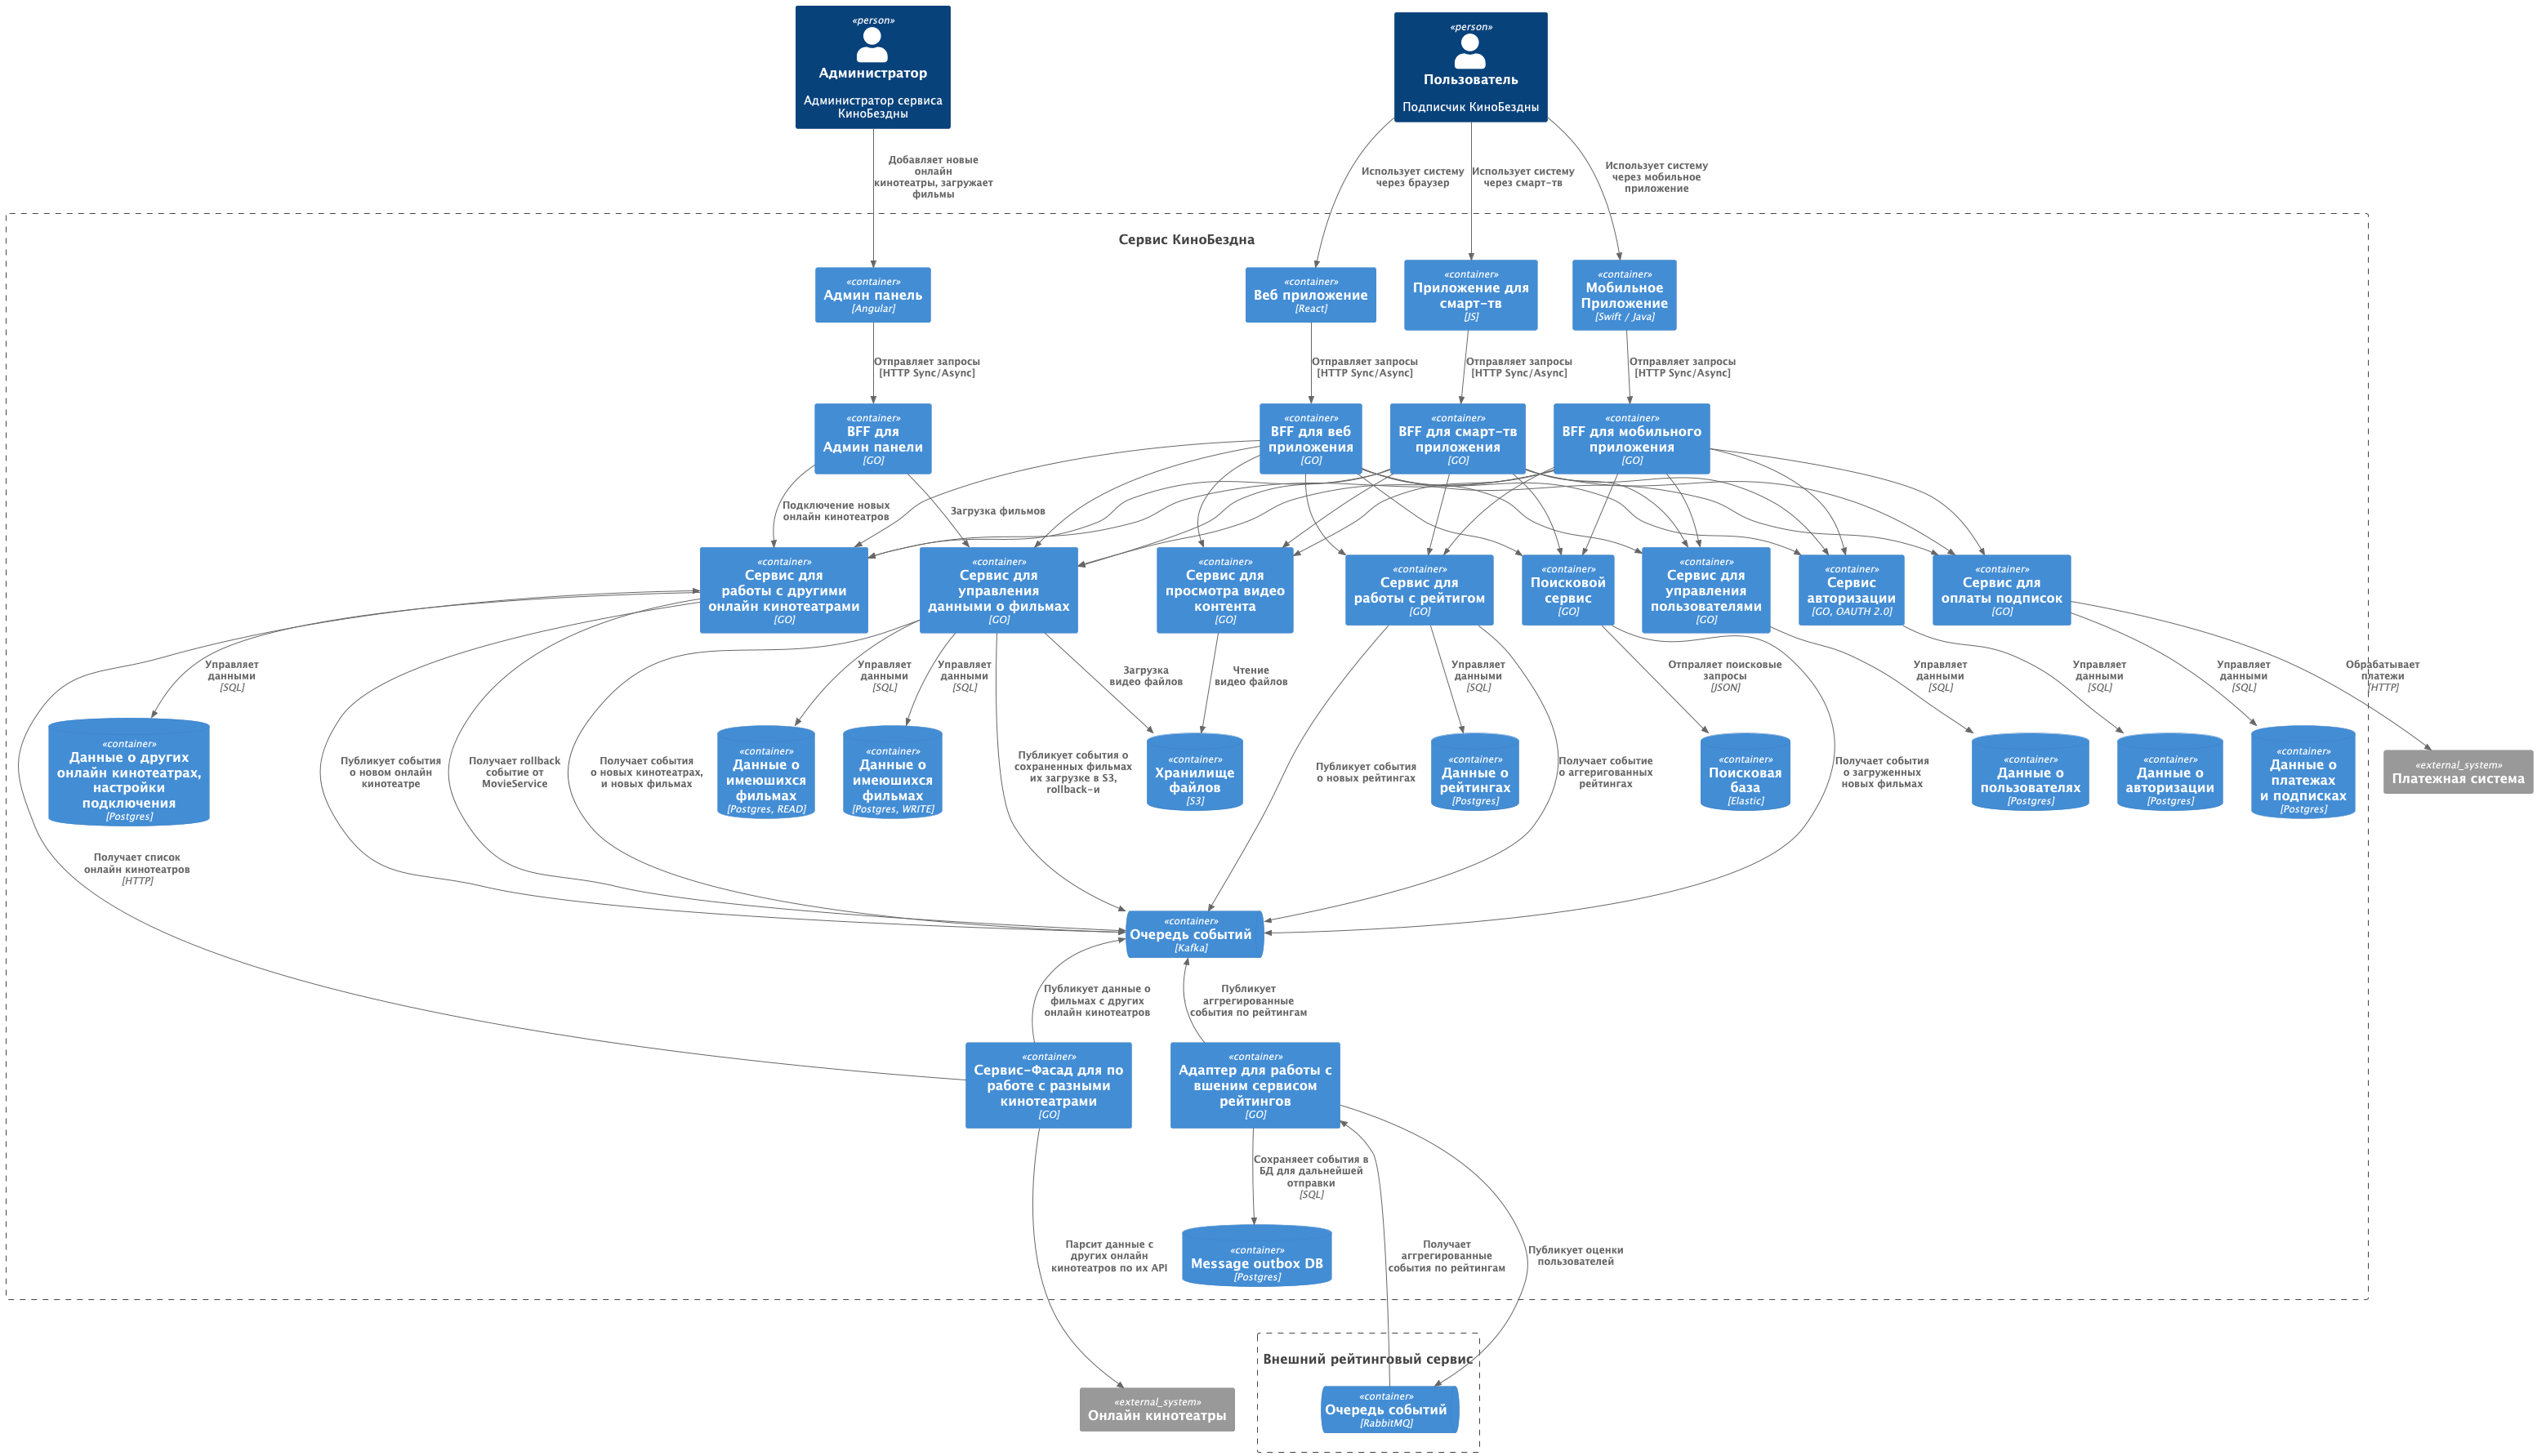 «person»
Администратор
Администратор сервиса
КиноБездны
«person»
Пользователь
Подписчик КиноБездны
Добавляет новые
онлайн
кинотеатры, загружает
фильмы
Использует систему
через браузер
Использует систему
через смарт-тв
Использует систему
через мобильное
приложение
Сервис КиноБездна
«container»
Админ панель
[Angular]
«container»
Веб приложение
[React]
«container»
Приложение для
смарт-тв
[JS]
«container»
Мобильное
Приложение
[Swift / Java]
Отправляет запросы
[HTTP Sync/Async]
Отправляет запросы
[HTTP Sync/Async]
Отправляет запросы
[HTTP Sync/Async]
Отправляет запросы
[HTTP Sync/Async]
«container»
BFF для
Админ панели
[GO]
«container»
BFF для веб
приложения
[GO]
«container»
BFF для смарт-тв
приложения
[GO]
«container»
BFF для мобильного
приложения
[GO]
Подключение новых
онлайн кинотеатров
Загрузка фильмов
«container»
Сервис для
работы с другими
онлайн кинотеатрами
[GO]
«container»
Сервис для
управления
данными о фильмах
[GO]
«container»
Сервис для
просмотра видео
контента
[GO]
«container»
Сервис для
работы с рейтигом
[GO]
«container»
Поисковой
сервис
[GO]
«container»
Сервис для
управления
пользователями
[GO]
«container»
Сервис
авторизации
[GO, OAUTH 2.0]
«container»
Сервис для
оплаты подписок
[GO]
Управляет
данными
[SQL]
Управляет
данными
[SQL]
Управляет
данными
[SQL]
Загрузка
видео файлов
Чтение
видео файлов
Управляет
данными
[SQL]
Отпраляет поисковые
запросы
[JSON]
Управляет
данными
[SQL]
Управляет
данными
[SQL]
Управляет
данными
[SQL]
Обрабатывает
платежи
[HTTP]
«container»
Данные о других
онлайн кинотеатрах,
настройки
подключения
[Postgres]
Публикует события
о новом онлайн
кинотеатре
Получает rollback
событие от
MovieService
Получает события
о новых кинотеатрах,
и новых фильмах
«container»
Данные о
имеюшихся
фильмах
[Postgres, READ]
«container»
Данные о
имеюшихся
фильмах
[Postgres, WRITE]
Публикует события о
сохраненных фильмах
их загрузке в S3,
rollback-и
«container»
Хранилище
файлов
[S3]
Публикует события
о новых рейтингах
«container»
Данные о
рейтингах
[Postgres]
Получает событие
о аггеригованных
рейтингах
«container»
Поисковая
база
[Elastic]
Получает события
о загруженных
новых фильмах
«container»
Данные о
пользователях
[Postgres]
«container»
Данные о
авторизации
[Postgres]
«container»
Данные о
платежах
и подписках
[Postgres]
«external_system»
Платежная система
Получает список
онлайн кинотеатров
[HTTP]
«container»
Очередь событий
[Kafka]
Публикует данные о
фильмах с других
онлайн кинотеатров
Публикует
аггрегированные
события по рейтингам
«container»
Сервис-Фасад для по
работе с разными
кинотеатрами
[GO]
«container»
Адаптер для работы с
вшеним сервисом
рейтингов
[GO]
Сохраняеет события в
БД для дальнейшей
отправки
[SQL]
Парсит данные с
других онлайн
кинотеатров по их API
«container»
Message outbox DB
[Postgres]
Получает
аггрегированные
события по рейтингам
Публикует оценки
пользователей
Внешний рейтинговый сервис
«external_system»
Онлайн кинотеатры
«container»
Очередь событий
[RabbitMQ]